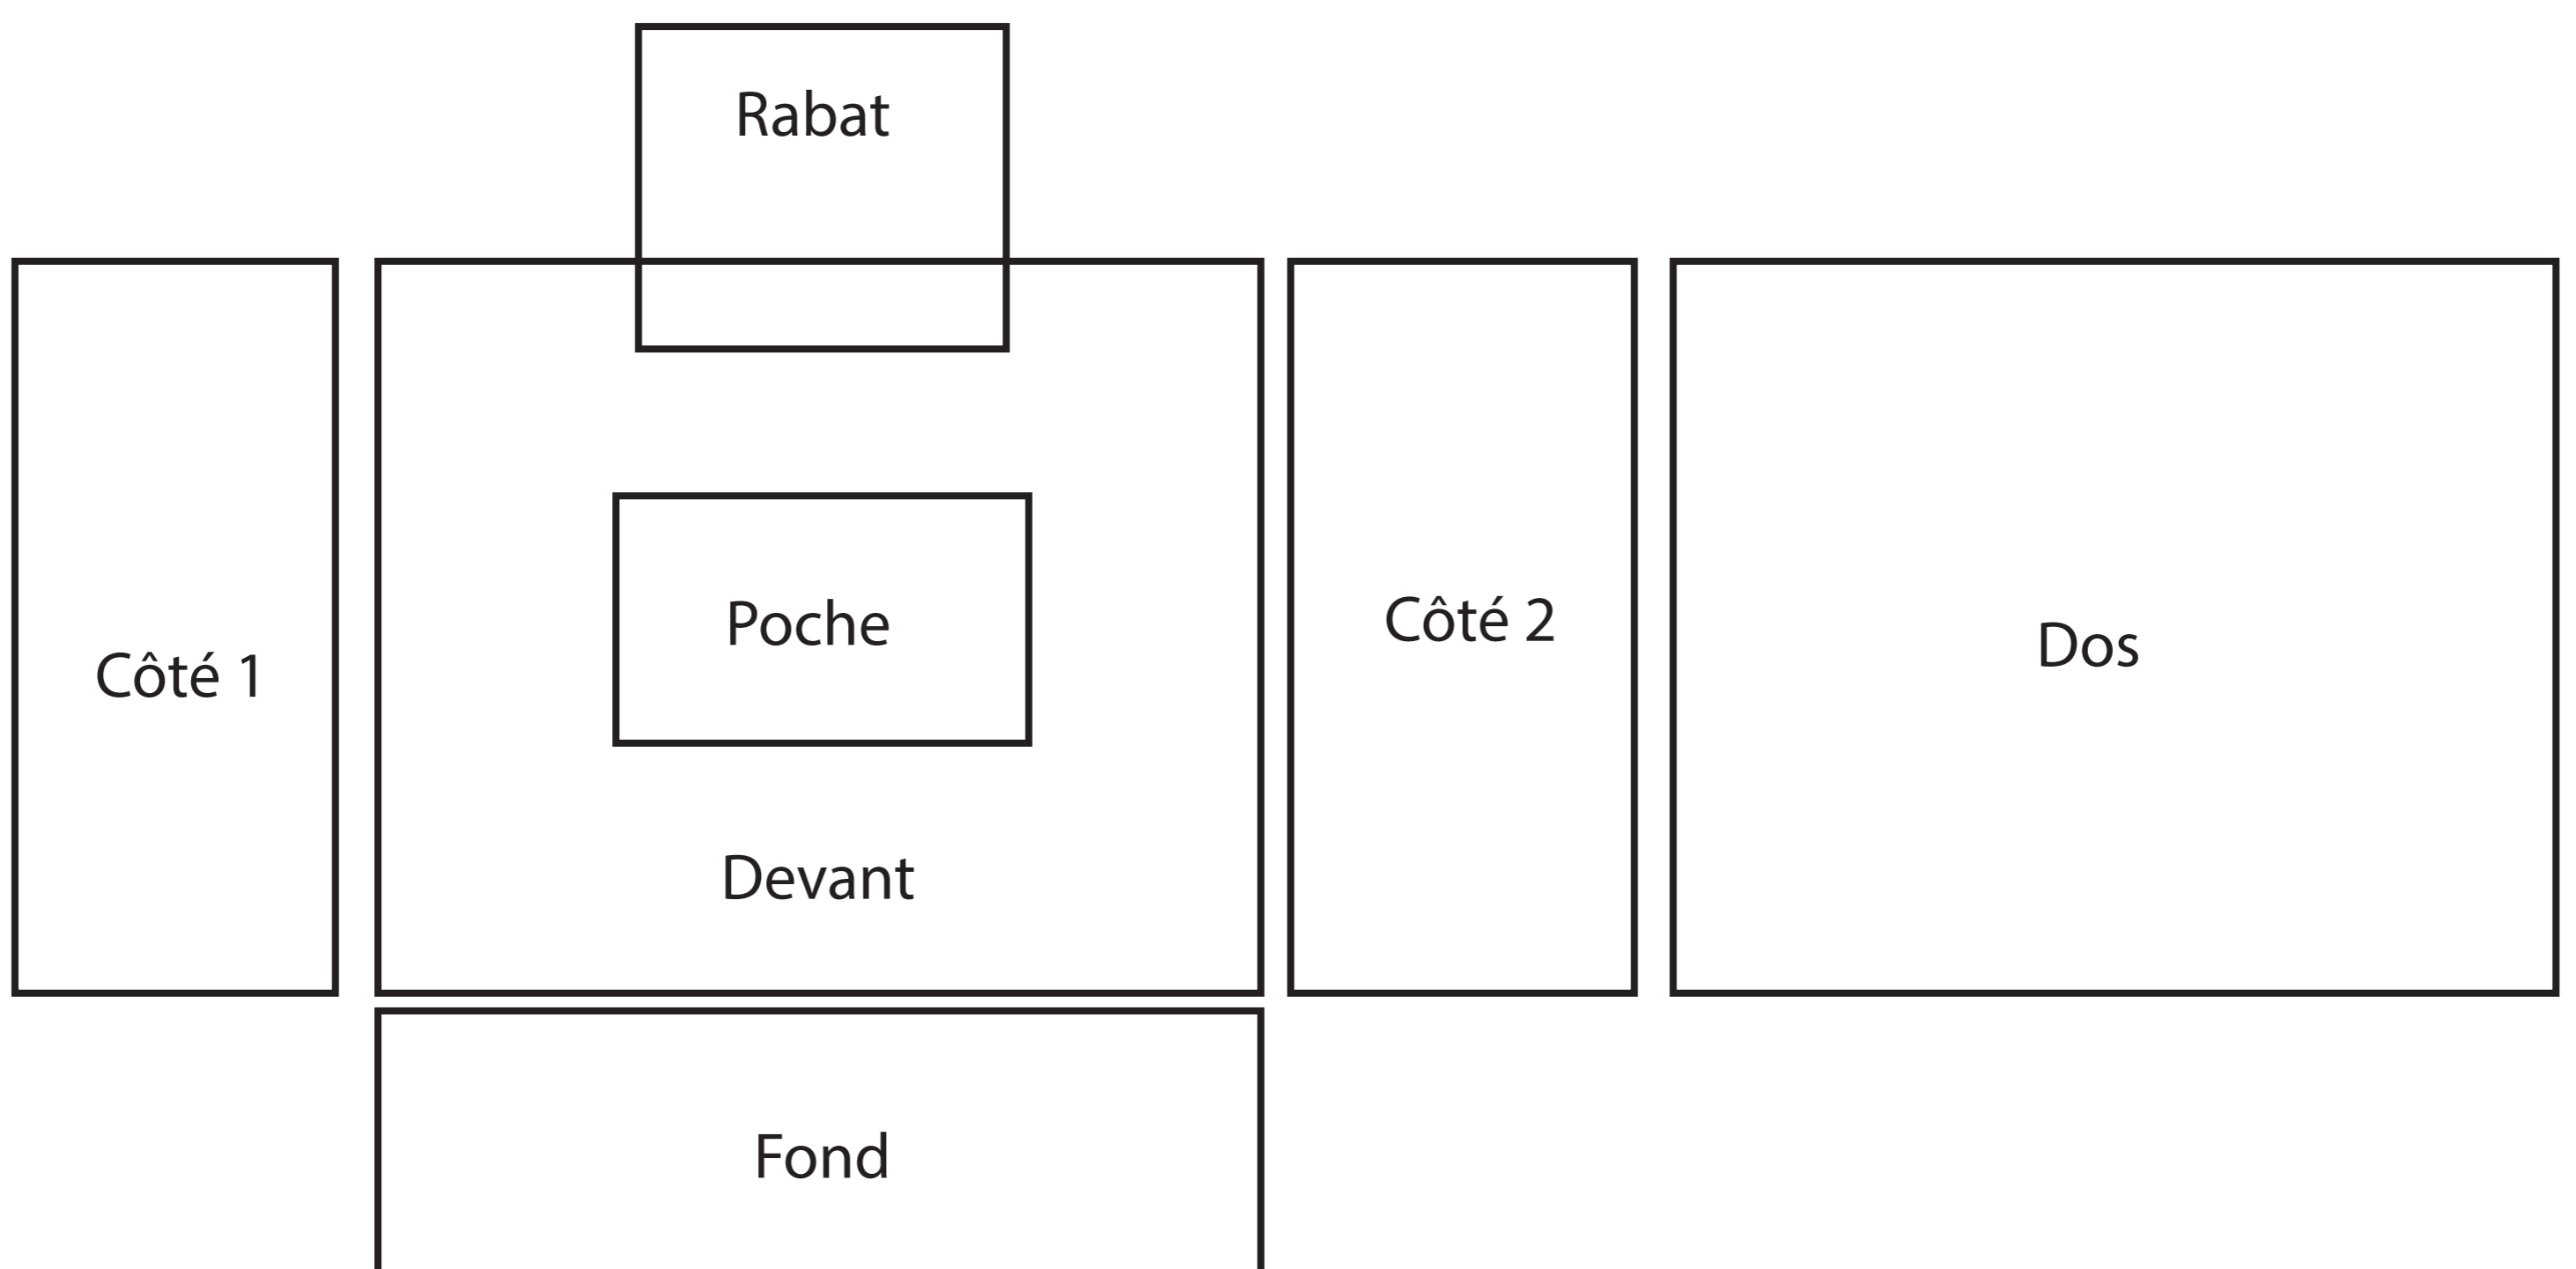 Rabat
Côté 1
Poche
Devant
Côté 2
Dos
Fond